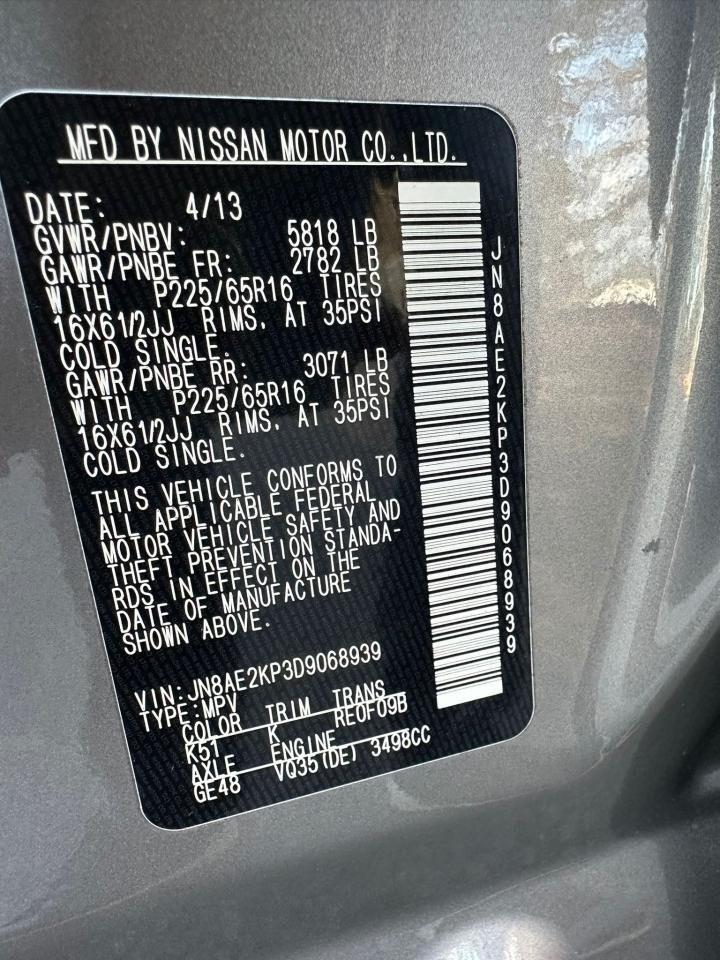 MFD BY NISSAN MOTOR CO.,LTD.
DATE: 4/13
GVWR/PNBV: 5818 LB
GAWR/PNBE FR: 2782 LB
WITH P225/65R16 TIRES
16X61/2JJ RIMS, AT 35PSI
COLD SINGLE.
GAWR/PNBE RR: 3071 LB
WITH P225/65R16 TIRES
16X61/2JJ RIMS, AT 35PSI
COLD SINGLE.
THIS VEHICLE CONFORMS TO
ALL APPLICABLE FEDERAL
MOTOR VEHICLE SAFETY AND
THEFT PREVENTION STANDA-
RDS IN EFFECT ON THE
DATE OF MANUFACTURE
SHOWN ABOVE.
VIN:JN8AE2KP3D9068939
TYPE:MPV
COLOR TRIM TRANS
K51 K RE0F09B
AXLE ENGINE
GE48 VQ35(DE) 3498CC
JN8AE2KP3D9068939